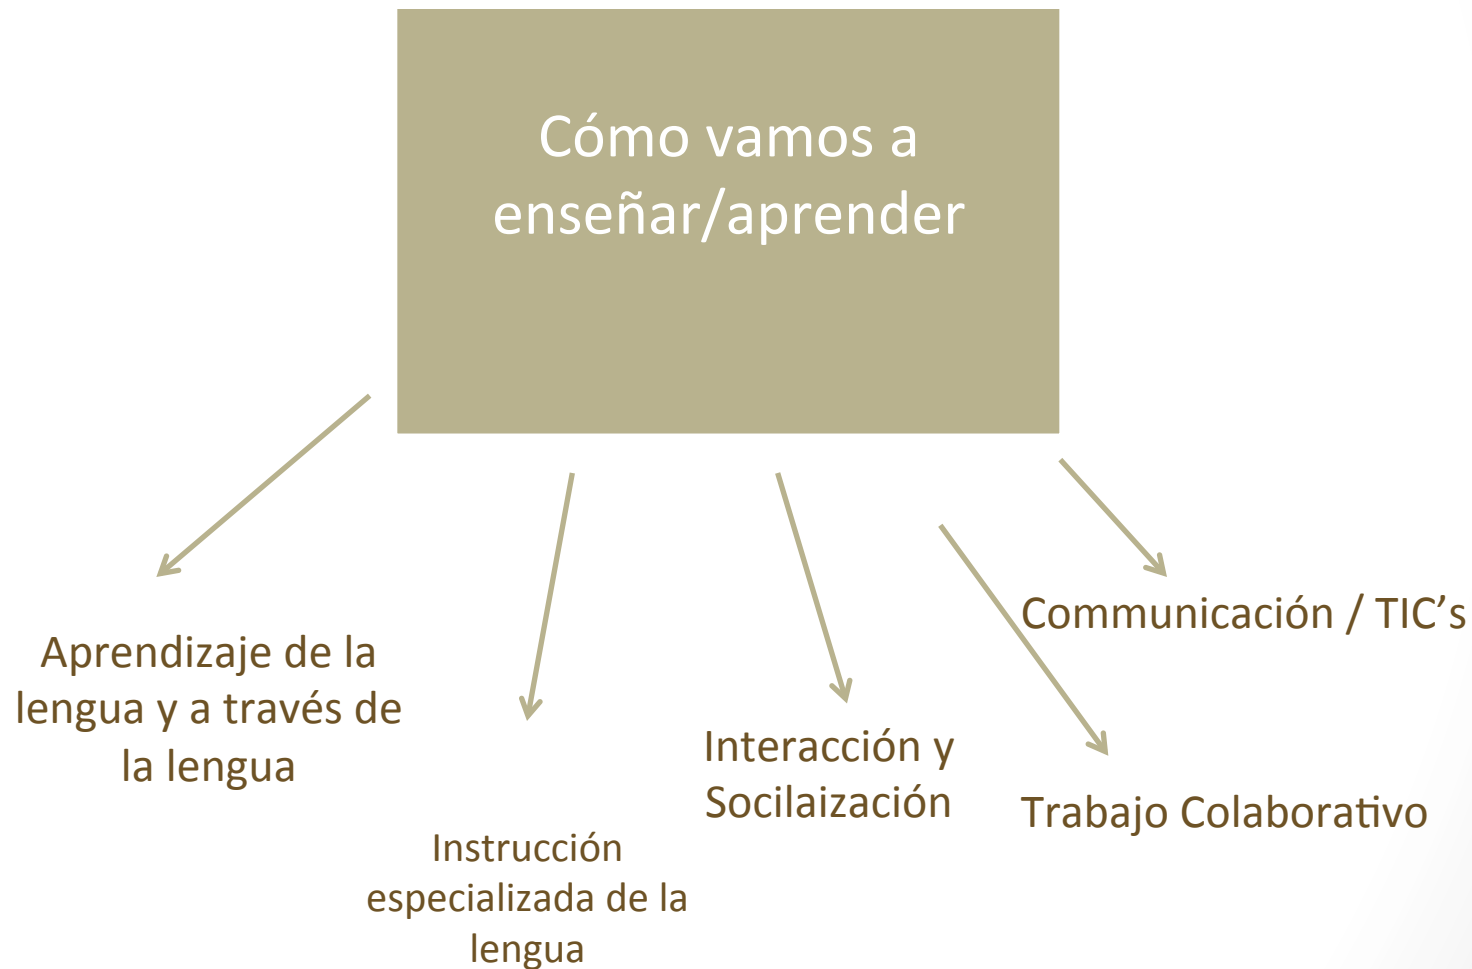 Cómo vamos a
enseñar/aprender
Aprendizaje de la
lengua y a través de
la lengua
Instrucción
especializada de la
lengua
Interacción y
Socilaización
Communicación / TIC’s
Trabajo Colaborativo